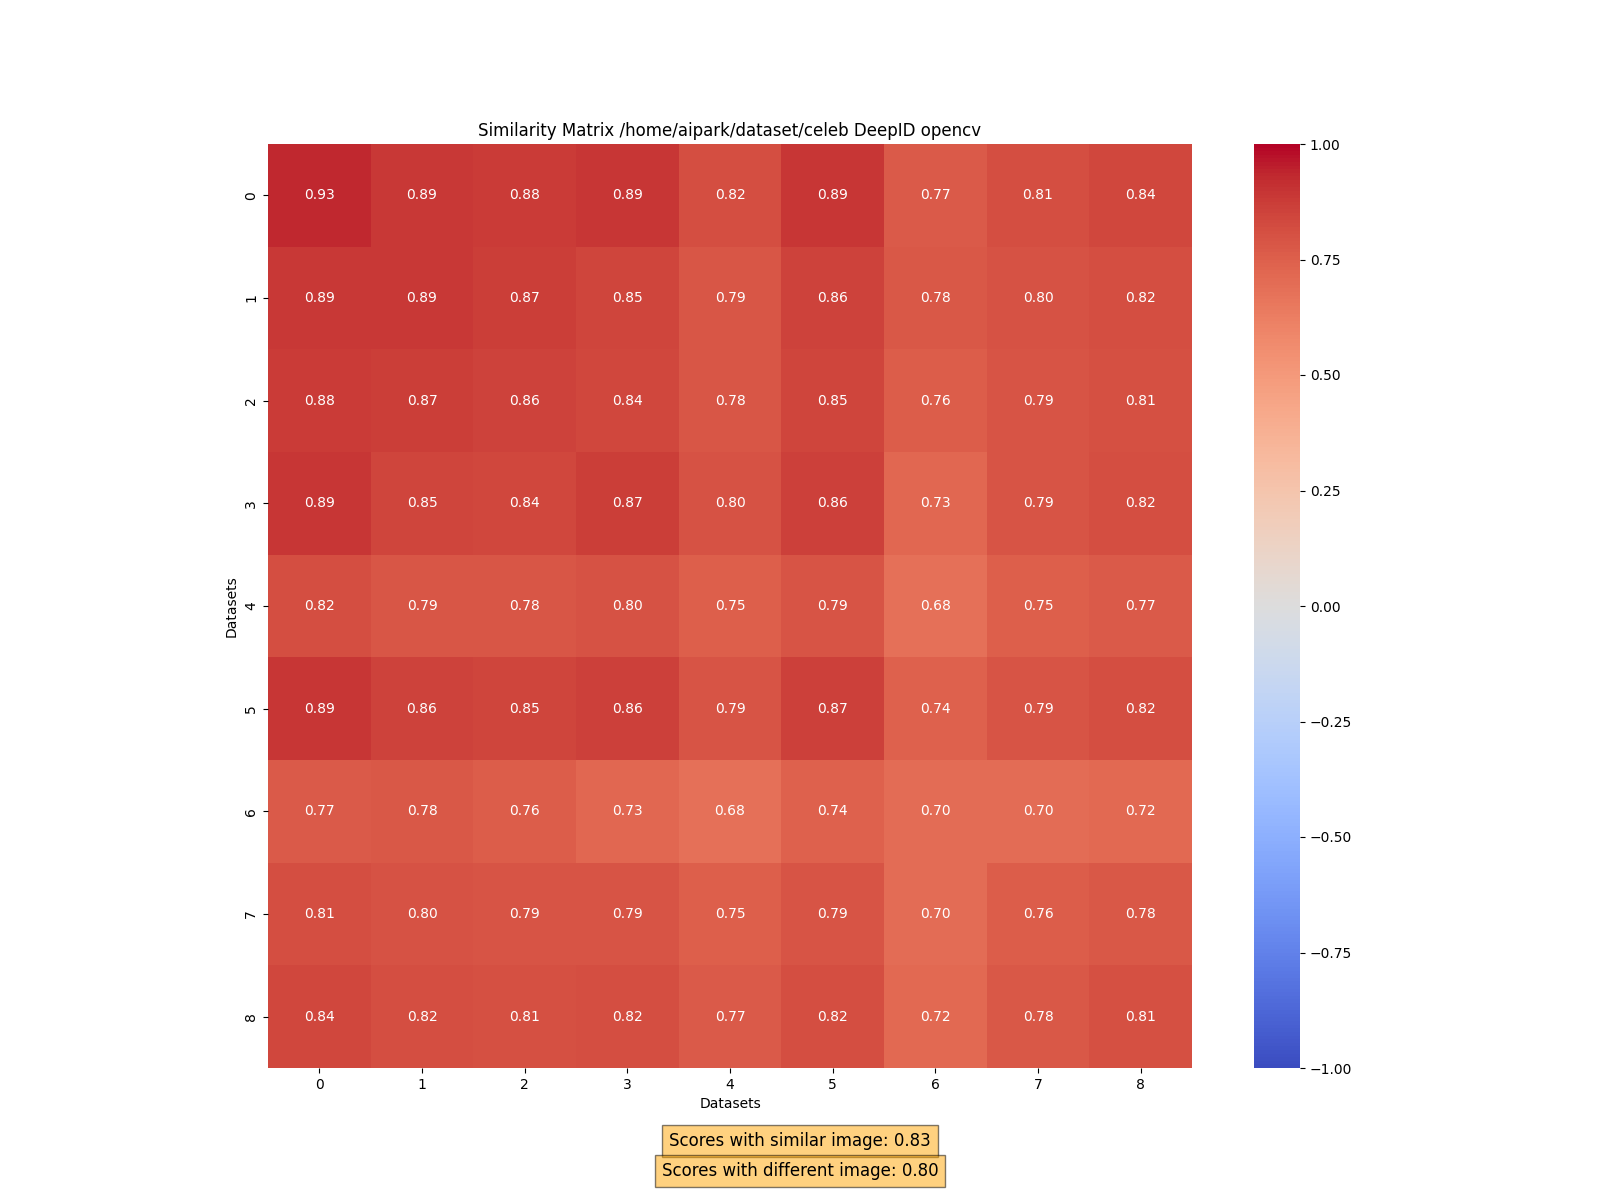 Similarity Matrix /home/aipark/dataset/celeb DeepID opencv
0 0.93 0.89 0.88 0.89 0.82 0.89 0.77 0.81 0.84
1 0.89 0.89 0.87 0.85 0.79 0.86 0.78 0.80 0.82
2 0.88 0.87 0.86 0.84 0.78 0.85 0.76 0.79 0.81
3 0.89 0.85 0.84 0.87 0.80 0.86 0.73 0.79 0.82
4 0.82 0.79 0.78 0.80 0.75 0.79 0.68 0.75 0.77
5 0.89 0.86 0.85 0.86 0.79 0.87 0.74 0.79 0.82
6 0.77 0.78 0.76 0.73 0.68 0.74 0.70 0.70 0.72
7 0.81 0.80 0.79 0.79 0.75 0.79 0.70 0.76 0.78
8 0.84 0.82 0.81 0.82 0.77 0.82 0.72 0.78 0.81
0 1 2 3 4 5 6 7 8
Datasets
Datasets
1.00
0.75
0.50
0.25
0.00
−0.25
−0.50
−0.75
−1.00
Scores with similar image: 0.83
Scores with different image: 0.80